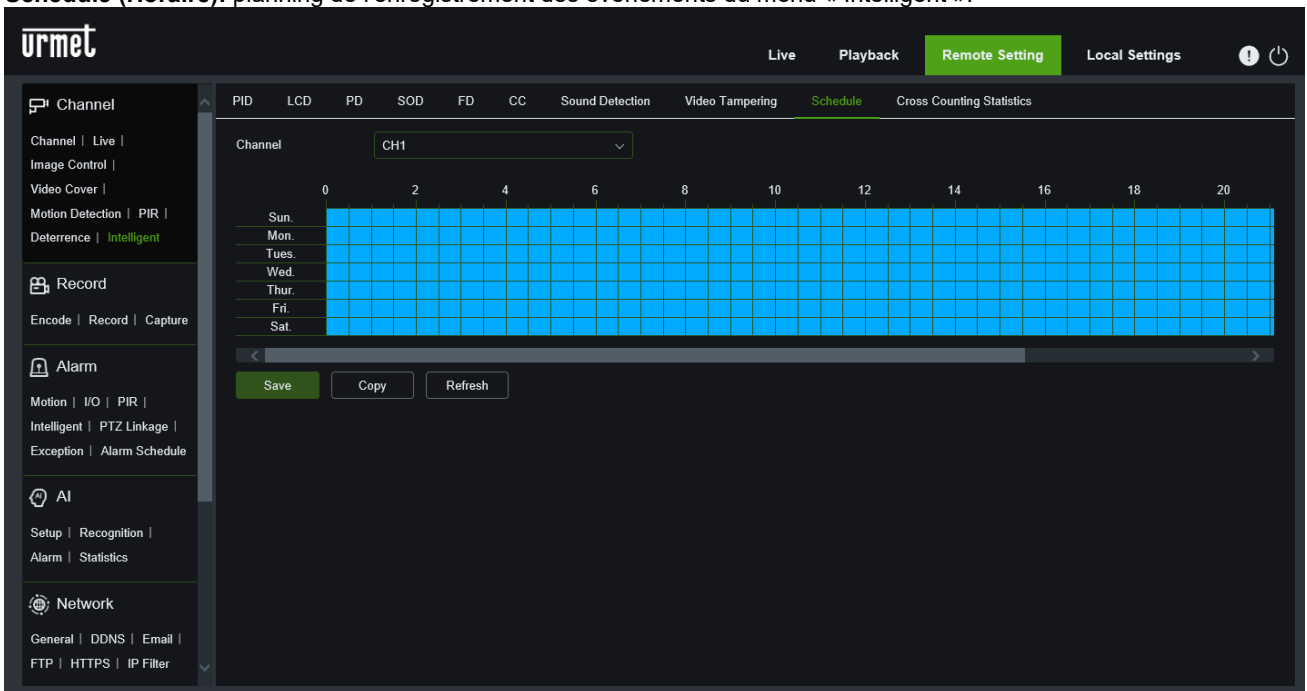 Schedule (Horaire): planning de l'enregistrement des événements du menu « Intelligent ».
urmet
Live Playback Remote Setting Local Settings
Channel
Channel | Live |
Image Control |
Video Cover |
Motion Detection | PIR |
Deterrence | Intelligent
Record
Encode | Record | Capture
Alarm
Motion | I/O | PIR |
Intelligent | PTZ Linkage |
Exception | Alarm Schedule
AI
Setup | Recognition |
Alarm | Statistics
Network
General | DDNS | Email |
FTP | HTTPS | IP Filter
PID LCD PD SOD FD CC Sound Detection Video Tampering Schedule Cross Counting Statistics
Channel CH1
0 2 4 6 8 10 12 14 16 18 20
Sun.
Mon.
Tues.
Wed.
Thur.
Fri.
Sat.
Save Copy Refresh